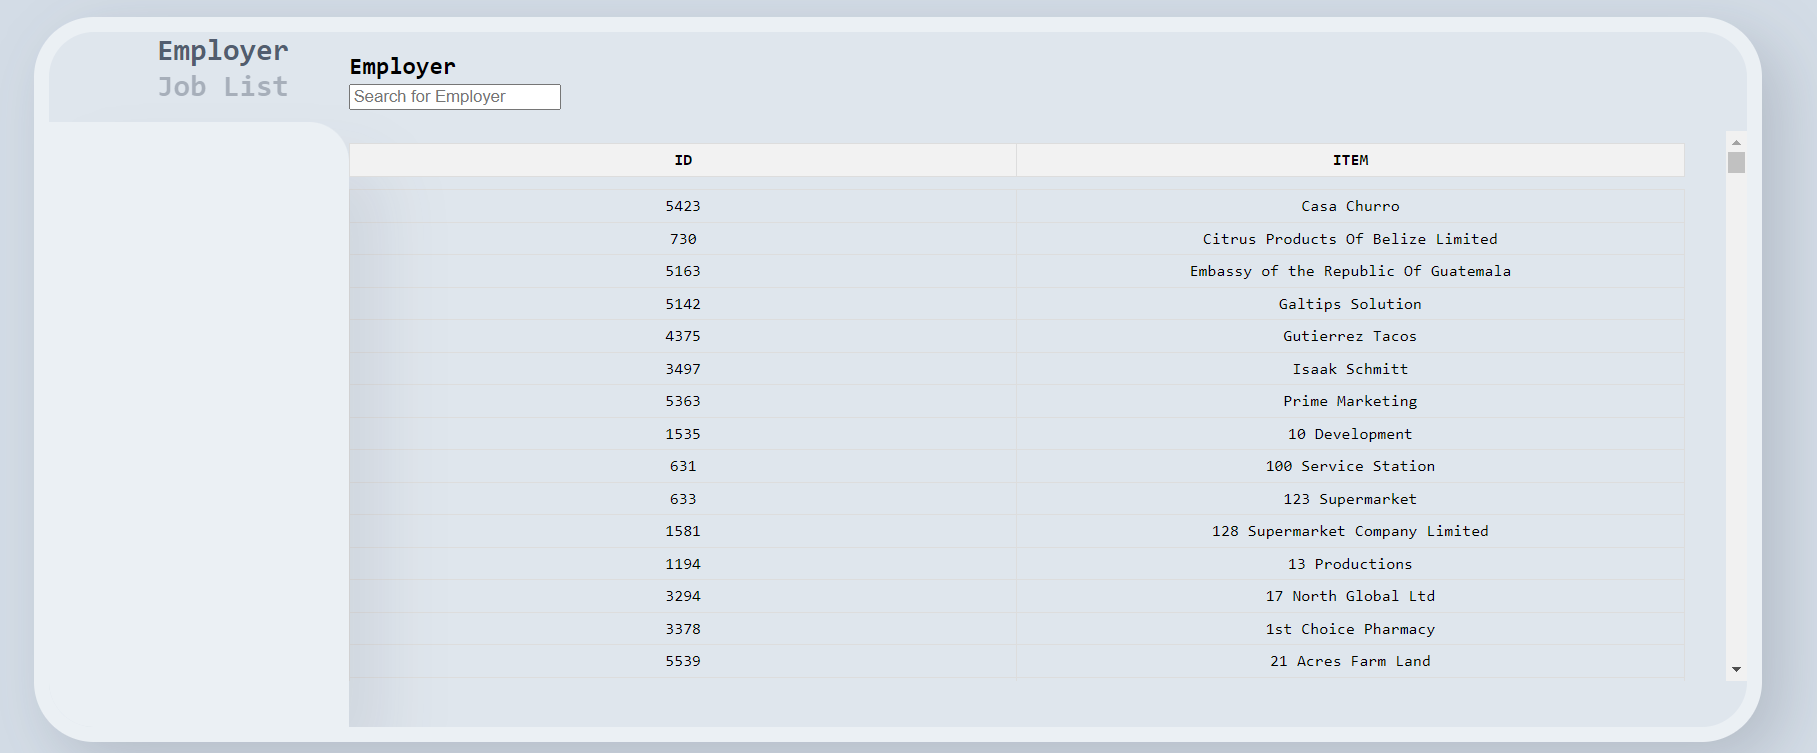 Employer
Job List
Employer
Search for Employer
ID ITEM
5423 Casa Churro
730 Citrus Products Of Belize Limited
5163 Embassy of the Republic Of Guatemala
5142 Galtips Solution
4375 Gutierrez Tacos
3497 Isaak Schmitt
5363 Prime Marketing
1535 10 Development
631 100 Service Station
633 123 Supermarket
1581 128 Supermarket Company Limited
1194 13 Productions
3294 17 North Global Ltd
3378 1st Choice Pharmacy
5539 21 Acres Farm Land